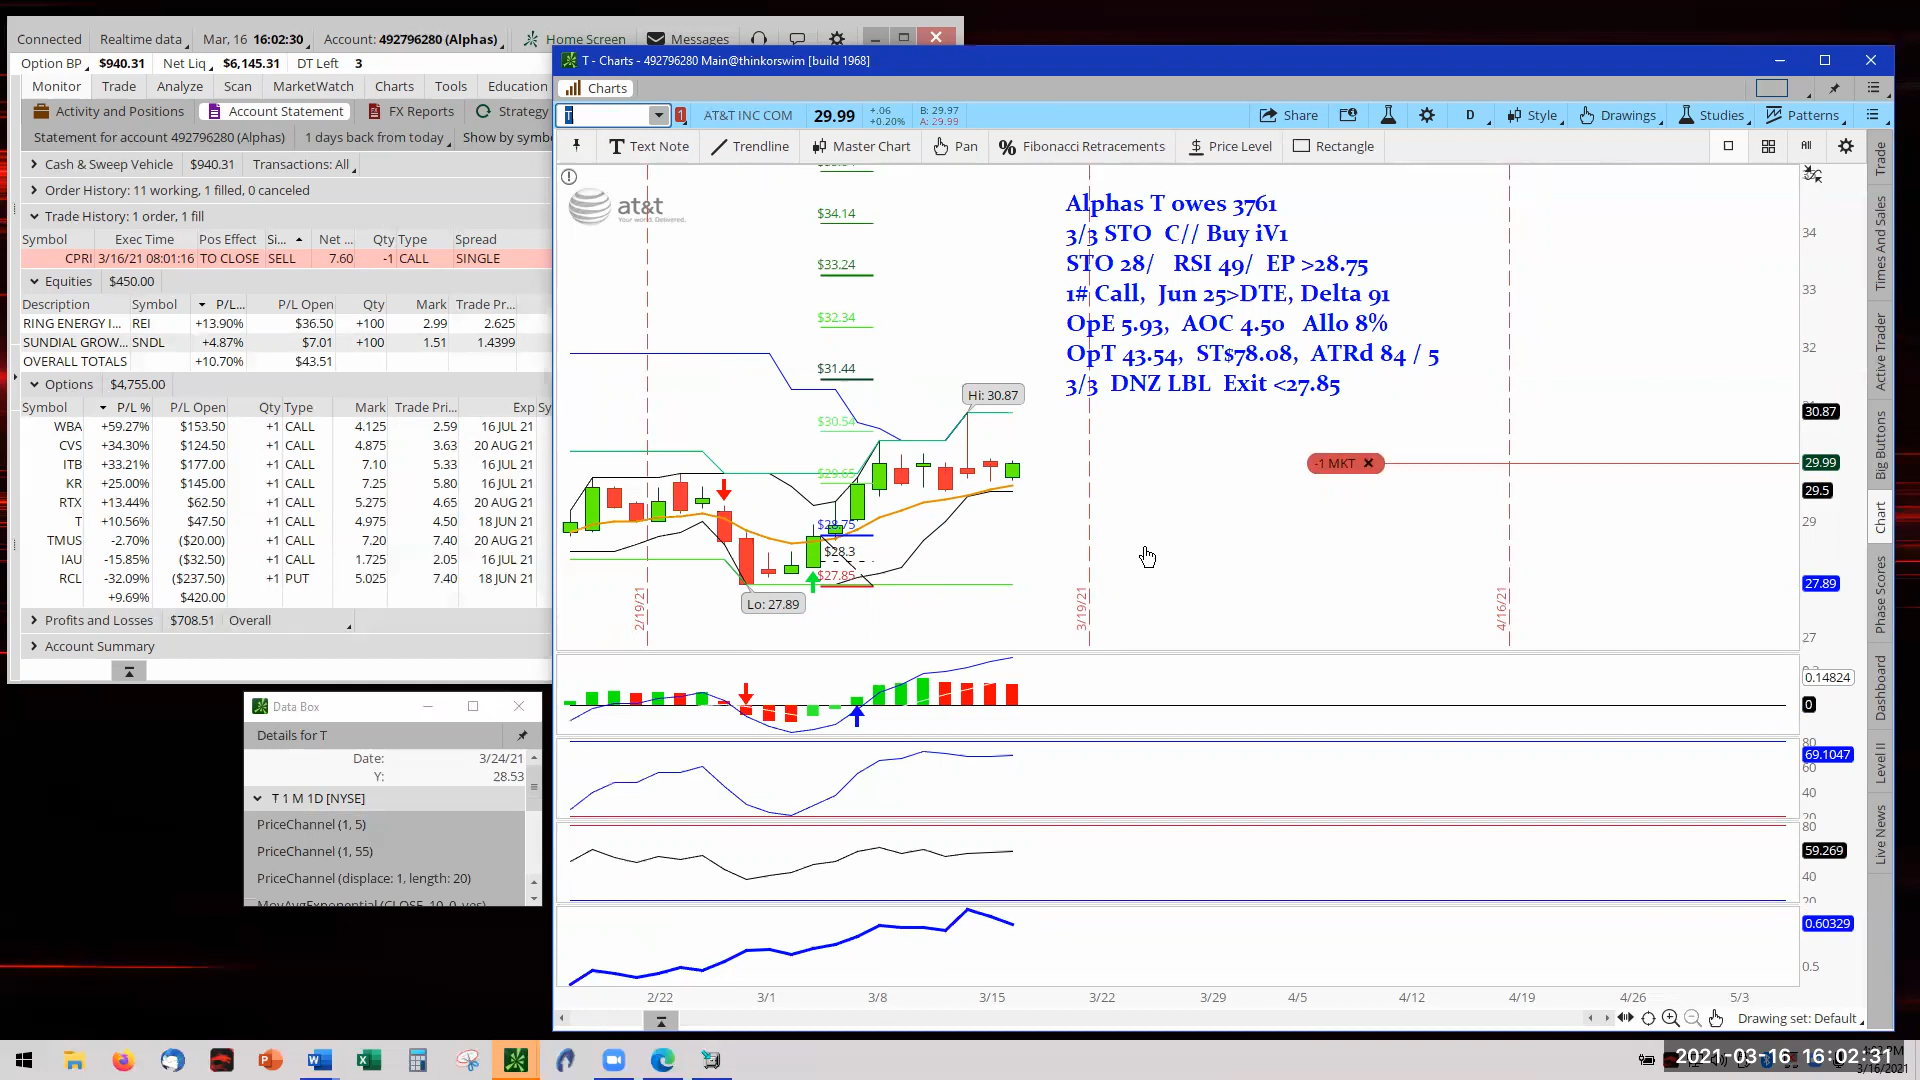 Connected Realtime data Mar, 16 16:02:30 Account: 492796280 (Alphas) Home Screen Messages
Option BP $940.31 Net Liq $6,145.31 DT Left 3
Monitor Trade Analyze Scan MarketWatch Charts Tools Education
Activity and Positions Account Statement FX Reports Strategy
Statement for account 492796280 (Alphas) 1 days back from today Show by symbo
Cash & Sweep Vehicle $940.31 Transactions: All
Order History: 11 working, 1 filled, 0 canceled
Trade History: 1 order, 1 fill
Symbol Exec Time Pos Effect Si... Net ... Qty Type Spread
CPRI 3/16/21 08:01:16 TO CLOSE SELL 7.60 -1 CALL SINGLE
Equities $450.00
Description Symbol P/L... P/L Open Qty Mark Trade Pr...
RING ENERGY I... REI +13.90% $36.50 +100 2.99 2.625
SUNDIAL GROW... SNDL +4.87% $7.01 +100 1.51 1.4399
OVERALL TOTALS +10.70% $43.51
Options $4,755.00
Symbol P/L % P/L Open Qty Type Mark Trade Pri... Exp Sy
WBA +59.27% $153.50 +1 CALL 4.125 2.59 16 JUL 21
CVS +34.30% $124.50 +1 CALL 4.875 3.63 20 AUG 21
ITB +33.21% $177.00 +1 CALL 7.10 5.33 16 JUL 21
KR +25.00% $145.00 +1 CALL 7.25 5.80 16 JUL 21
RTX +13.44% $62.50 +1 CALL 5.275 4.65 20 AUG 21
T +10.56% $47.50 +1 CALL 4.975 4.50 18 JUN 21
TMUS -2.70% ($20.00) +1 CALL 7.20 7.40 20 AUG 21
IAU -15.85% ($32.50) +1 CALL 1.725 2.05 16 JUL 21
RCL -32.09% ($237.50) +1 PUT 5.025 7.40 18 JUN 21
+9.69% $420.00
Profits and Losses $708.51 Overall
Account Summary
Data Box
Details for T
Date: 3/24/21
Y: 28.53
T 1 M 1D [NYSE]
PriceChannel (1, 5)
PriceChannel (1, 55)
PriceChannel (displace: 1, length: 20)
MovAvgExponential (CLOSE, 10, 0, yes)
T - Charts - 492796280 Main@thinkorswim [build 1968]
Charts
T 1 AT&T INC COM 29.99 +.06 +0.20% B: 29.97 A: 29.99 Share D Style Drawings Studies Patterns
Text Note Trendline Master Chart Pan Fibonacci Retracements Price Level Rectangle All
at&t
Your world. Delivered.
Alphas T owes 3761
3/3 STO C// Buy iV1
STO 28/ RSI 49/ EP >28.75
1# Call, Jun 25>DTE, Delta 91
OpE 5.93, AOC 4.50 Allo 8%
OpT 43.54, ST$78.08, ATRd 84 / 5
3/3 DNZ LBL Exit <27.85
$34.14
$33.24
$32.34
$31.44
$30.54
$29.65
$28.75
$28.3
$27.85
Hi: 30.87
Lo: 27.89
-1 MKT
2/19/21
3/19/21
4/16/21
34
33
32
30.87
29.99
29.5
29
27.89
27
0.14824
0
80
69.1047
60
40
20
80
59.269
40
20
0.60329
0.5
2/22 3/1 3/8 3/15 3/22 3/29 4/5 4/12 4/19 4/26 5/3
Drawing set: Default
Trade
Times And Sales
Active Trader
Big Buttons
Chart
Phase Scores
Dashboard
Level II
Live News
2021-03-16 16:02:31
3/16/2021